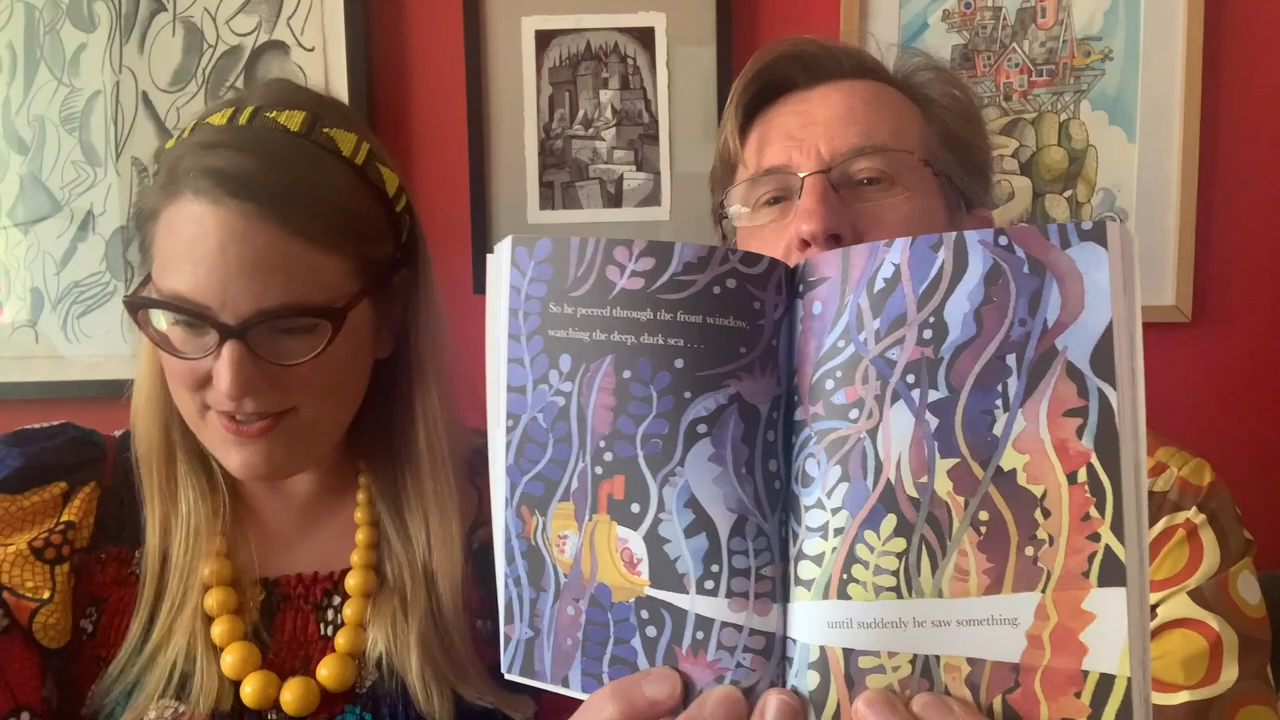 So he peered through the front window,
watching the deep, dark sea . . .
until suddenly he saw something.